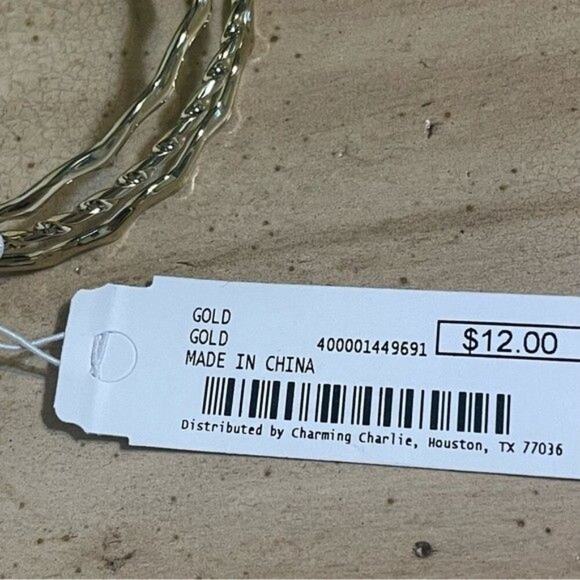 GOLD
GOLD
400001449691 $12.00
MADE IN CHINA
Distributed by Charming Charlie, Houston, TX 77036